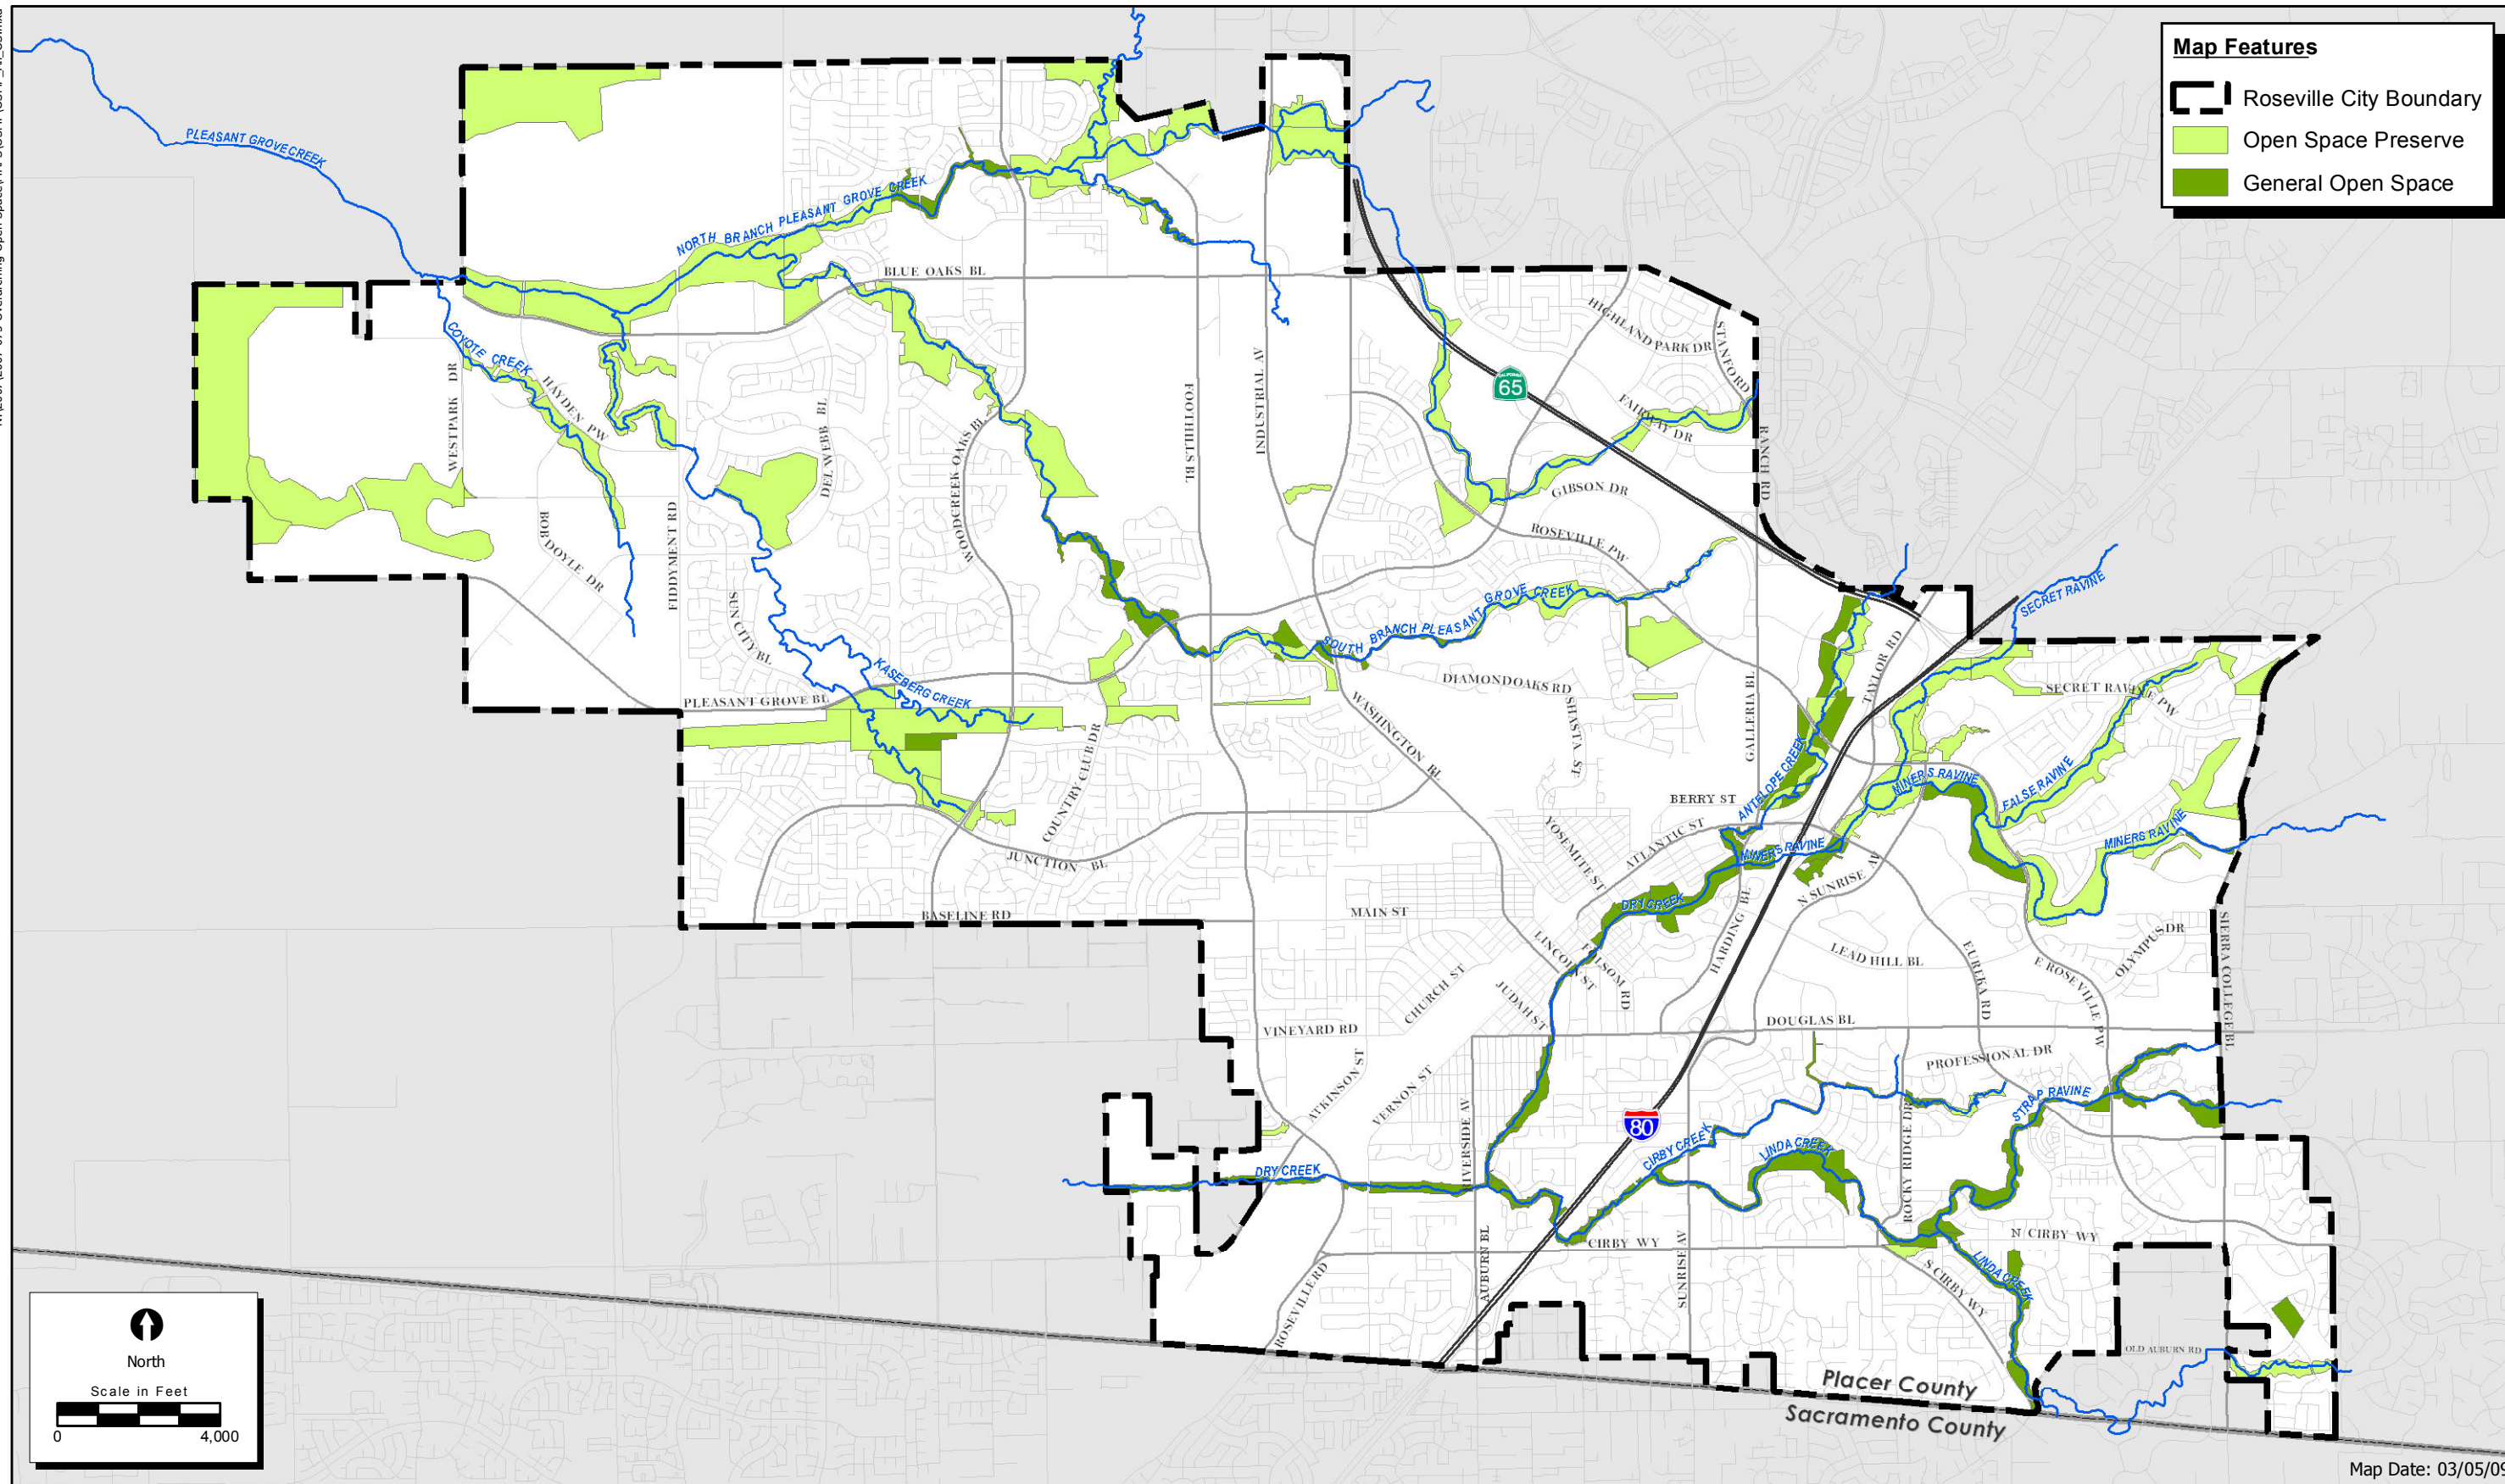 Map Features
Roseville City Boundary
Open Space Preserve
General Open Space
PLEASANT GROVE CREEK
NORTH BRANCH PLEASANT GROVE CREEK
BLUE OAKS BL
HIGHLAND PARK DR
STANFORD
COYOTE CREEK
HAYDEN PW
WESTPARK DR
DEL WEBB BL
WOODCREEK OAKS BL
FOOTHILLS BL
INDUSTRIAL AV
CALIFORNIA
65
FAIRWAY DR
RANCH RD
GIBSON DR
ROSEVILLE PW
BOB DOYLE DR
FIDDYMENT RD
SUN CITY BL
SOUTH BRANCH PLEASANT GROVE CREEK
SECRET RAVINE
KASEBERG CREEK
PLEASANT GROVE BL
DIAMOND OAKS RD
SHASTA ST
GALLERIA BL
TAYLOR RD
SECRET RAVINE PW
WASHINGTON BL
COUNTRY CLUB DR
ANTELOPE CREEK
MINERS RAVINE
FALSE RAVINE
MINERS RAVINE
BERRY ST
ATLANTIC ST
YOSEMITE ST
MINERS RAVINE
N SUNRISE AV
JUNCTION BL
BASELINE RD
MAIN ST
DRY CREEK
HARDING BL
LINCOLN ST
FOLSOM RD
LEAD HILL BL
EUREKA RD
E ROSEVILLE PW
OLYMPUS DR
SIERRA COLLEGE BL
CHURCH ST
JUDAH ST
VINEYARD RD
DOUGLAS BL
ATKINSON ST
VERNON ST
RIVERSIDE AV
PROFESSIONAL DR
STRAP RAVINE
80
CIRBY CREEK
LINDA CREEK
ROCKY RIDGE DR
DRY CREEK
AUBURN BL
CIRBY WY
SUNRISE AV
N CIRBY WY
S CIRBY WY
LINDA CREEK
ROSEVILLE RD
OLD AUBURN RD
Placer County
Sacramento County
North
Scale in Feet
0 4,000
Map Date: 03/05/09